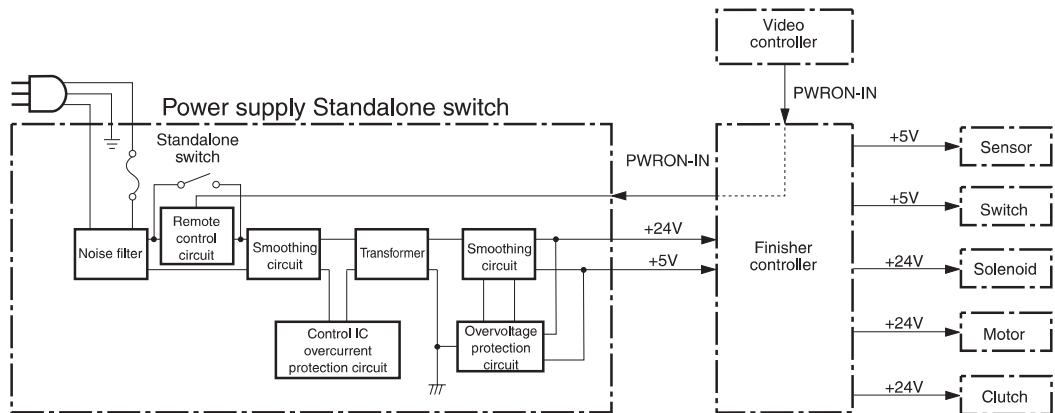 Video
controller
PWRON-IN
Power supply Standalone switch
Standalone
switch
PWRON-IN
+5V
Sensor
+5V
Switch
Noise filter
Remote
control
circuit
Smoothing
circuit
Transformer
Smoothing
circuit
+24V
+5V
Finisher
controller
+24V
Solenoid
Control IC
overcurrent
protection circuit
Overvoltage
protection
circuit
+24V
Motor
+24V
Clutch